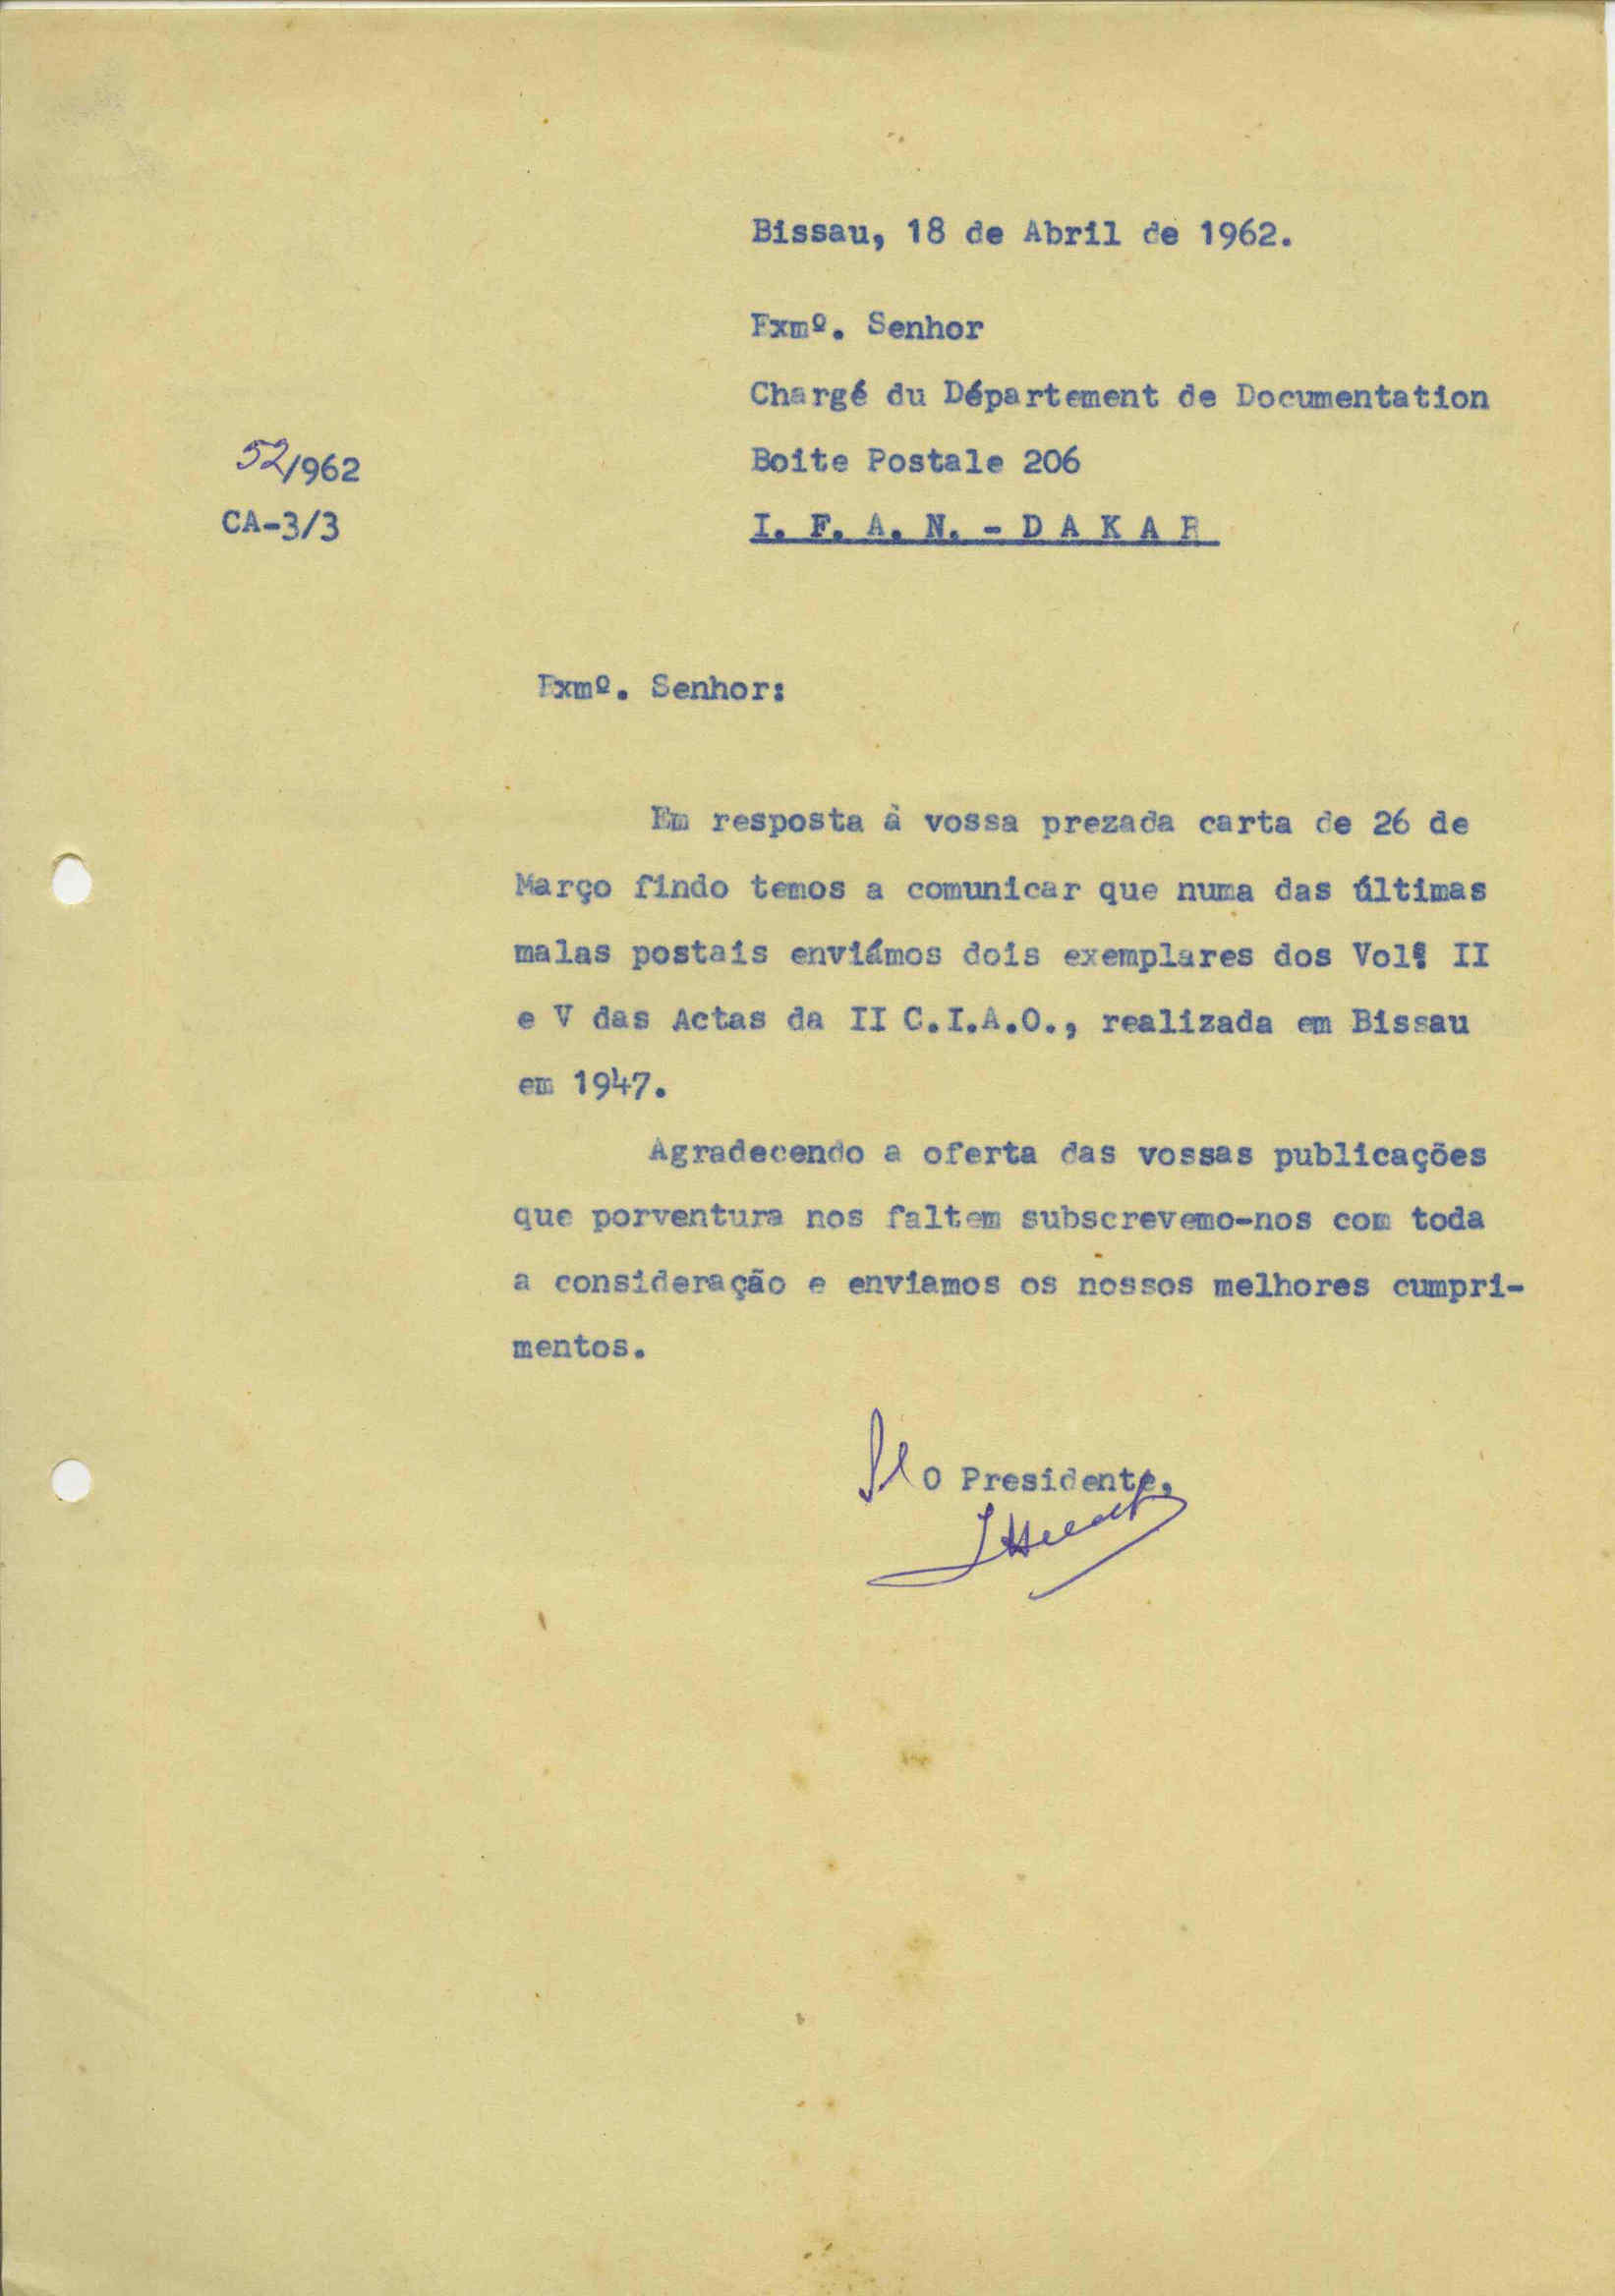 Bissau, 18 de Abril de 1962.
Exmº. Senhor
Chargé du Département de Documentation
Boite Postale 206
I. F. A. N. - D A K A R
52/962
CA-3/3
Exmº. Senhor:
Em resposta à vossa prezada carta de 26 de
Março findo temos a comunicar que numa das últimas
malas postais enviámos dois exemplares dos Vols. II
e V das Actas da II C.I.A.O., realizada em Bissau
em 1947.
Agradecendo a oferta das vossas publicações
que porventura nos faltem subscrevemo-nos com toda
a consideração e enviamos os nossos melhores cumpri-
mentos.
O Presidente,